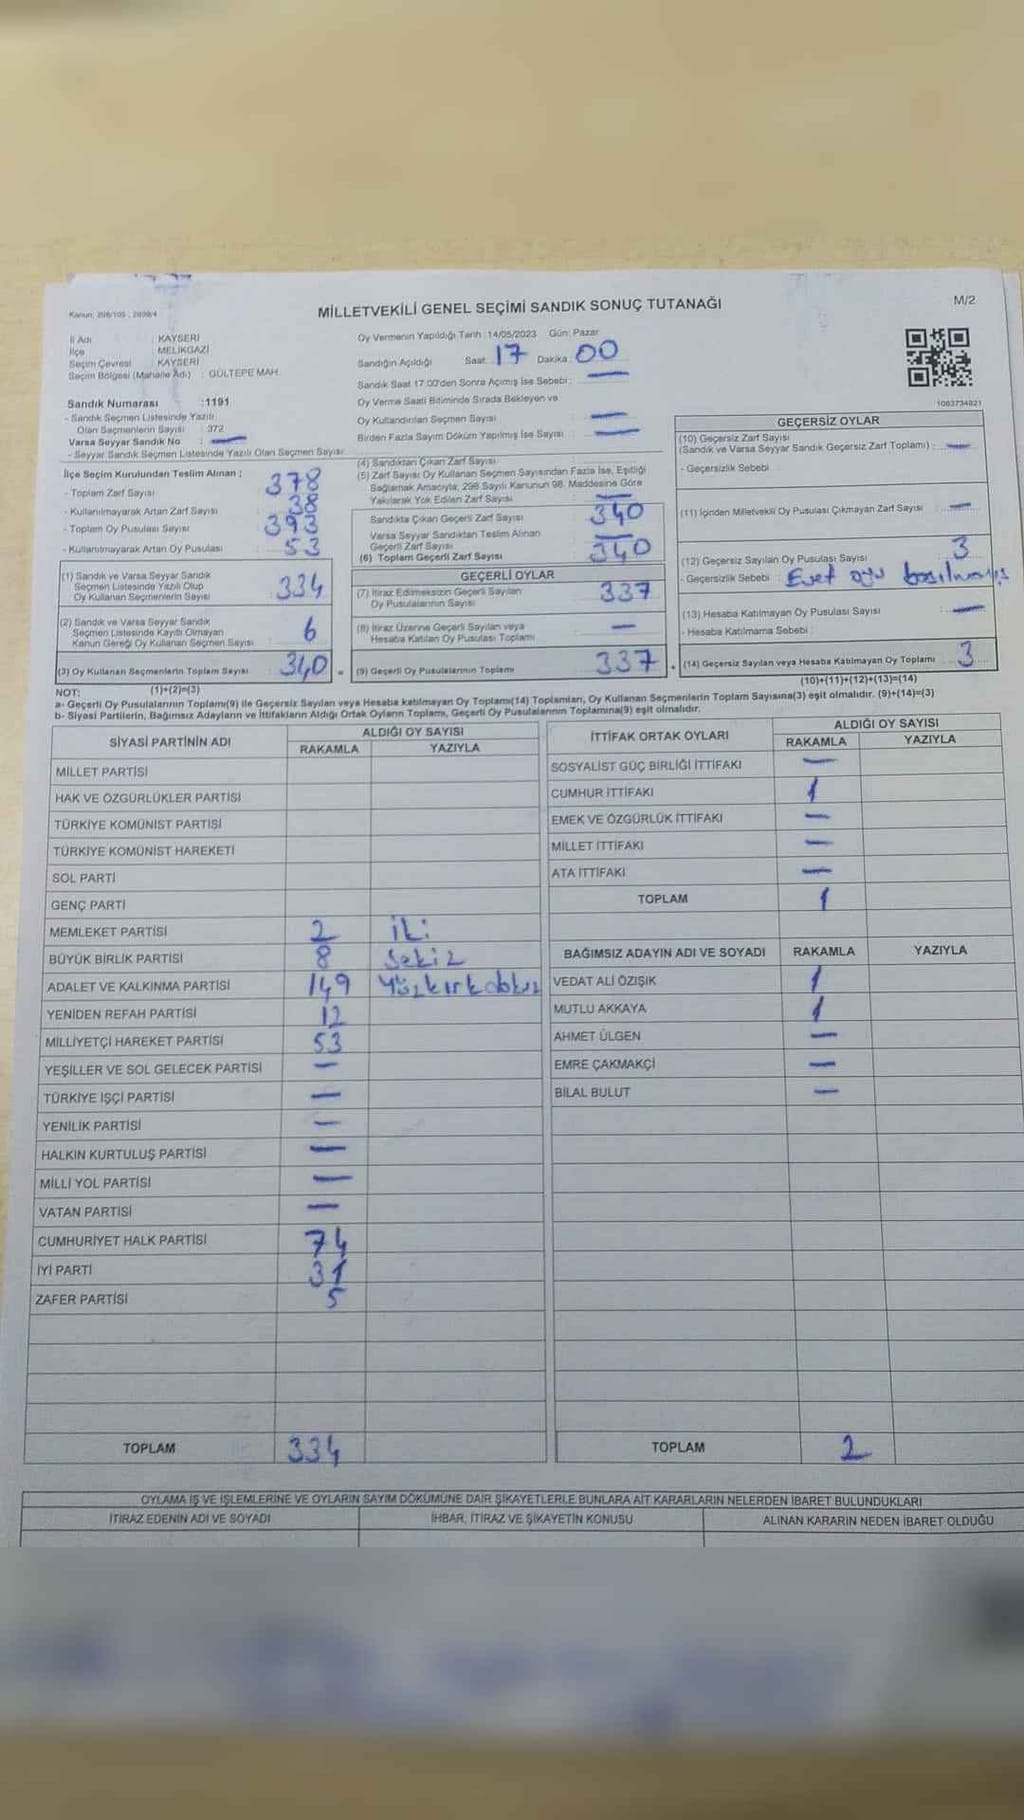 MİLLETVEKİLİ GENEL SEÇİMİ SANDIK SONUÇ TUTANAĞI
M/2
İl Adı : KAYSERİ
İlçe : MELİKGAZİ
Seçim Çevresi : KAYSERİ
Seçim Bölgesi (Mahalle Adı) : GÜLTEPE MAH.
Sandık Numarası :1191
- Sandık Seçmen Listesinde Yazılı
Olan Seçmenlerin Sayısı : 372
Varsa Seyyar Sandık No : —
- Seyyar Sandık Seçmen Listesinde Yazılı Olan Seçmen Sayısı:
Oy Vermenin Yapıldığı Tarih :14/05/2023 Gün: Pazar
Sandığın Açıldığı Saat: 17 Dakika: 00
Sandık Saat 17.00'den Sonra Açılmış İse Sebebi : —
Oy Verme Saati Bitiminde Sırada Bekleyen ve
Oy Kullandırılan Seçmen Sayısı : —
Birden Fazla Sayım Döküm Yapılmış İse Sayısı : —
1003734821
İlçe Seçim Kurulundan Teslim Alınan ;
- Toplam Zarf Sayısı 378
- Kullanılmayarak Artan Zarf Sayısı 38
- Toplam Oy Pusulası Sayısı 393
- Kullanılmayarak Artan Oy Pusulası 53
(1) Sandık ve Varsa Seyyar Sandık
Seçmen Listesinde Yazılı Olup
Oy Kullanan Seçmenlerin Sayısı 334
(2) Sandık ve Varsa Seyyar Sandık
Seçmen Listesinde Kayıtlı Olmayan
Kanun Gereği Oy Kullanan Seçmen Sayısı 6
(3) Oy Kullanan Seçmenlerin Toplam Sayısı 340
(1)+(2)=(3)
(4) Sandıktan Çıkan Zarf Sayısı
(5) Zarf Sayısı Oy Kullanan Seçmen Sayısından Fazla İse, Eşitliği
Sağlamak Amacıyla, 298 Sayılı Kanunun 98. Maddesine Göre
Yakılarak Yok Edilen Zarf Sayısı —
Sandıkta Çıkan Geçerli Zarf Sayısı 340
Varsa Seyyar Sandıktan Teslim Alınan
Geçerli Zarf Sayısı —
(6) Toplam Geçerli Zarf Sayısı 340
GEÇERLİ OYLAR
(7) İtiraz Edilmeksizin Geçerli Sayılan
Oy Pusulalarının Sayısı 337
(8) İtiraz Üzerine Geçerli Sayılan veya
Hesaba Katılan Oy Pusulası Toplamı —
(9) Geçerli Oy Pusulalarının Toplamı 337
GEÇERSİZ OYLAR
(10) Geçersiz Zarf Sayısı
(Sandık ve Varsa Seyyar Sandık Geçersiz Zarf Toplamı) : —
- Geçersizlik Sebebi :
(11) İçinden Milletvekili Oy Pusulası Çıkmayan Zarf Sayısı —
(12) Geçersiz Sayılan Oy Pusulası Sayısı 3
- Geçersizlik Sebebi : Evet oyu basılmamış
(13) Hesaba Katılmayan Oy Pusulası Sayısı —
- Hesaba Katılmama Sebebi :
(14) Geçersiz Sayılan veya Hesaba Katılmayan Oy Toplamı 3
(10)+(11)+(12)+(13)=(14)
NOT:
a- Geçerli Oy Pusulalarının Toplamı(9) ile Geçersiz Sayılan veya Hesaba katılmayan Oy Toplamı(14) Toplamları, Oy Kullanan Seçmenlerin Toplam Sayısına(3) eşit olmalıdır. (9)+(14)=(3)
b- Siyasi Partilerin, Bağımsız Adayların ve İttifakların Aldığı Ortak Oyların Toplamı, Geçerli Oy Pusulalarının Toplamına(9) eşit olmalıdır.
SİYASİ PARTİNİN ADI
ALDIĞI OY SAYISI
RAKAMLA YAZIYLA
MİLLET PARTİSİ
HAK VE ÖZGÜRLÜKLER PARTİSİ
TÜRKİYE KOMÜNİST PARTİSİ
TÜRKİYE KOMÜNİST HAREKETİ
SOL PARTİ
GENÇ PARTİ
MEMLEKET PARTİSİ 2 iki
BÜYÜK BİRLİK PARTİSİ 8 Sekiz
ADALET VE KALKINMA PARTİSİ 149 Yüzkırkdokuz
YENİDEN REFAH PARTİSİ 12
MİLLİYETÇİ HAREKET PARTİSİ 53
YEŞİLLER VE SOL GELECEK PARTİSİ —
TÜRKİYE İŞÇİ PARTİSİ —
YENİLİK PARTİSİ —
HALKIN KURTULUŞ PARTİSİ —
MİLLİ YOL PARTİSİ —
VATAN PARTİSİ —
CUMHURİYET HALK PARTİSİ 74
İYİ PARTİ 31
ZAFER PARTİSİ 5
TOPLAM 334
İTTİFAK ORTAK OYLARI
ALDIĞI OY SAYISI
RAKAMLA YAZIYLA
SOSYALİST GÜÇ BİRLİĞİ İTTİFAKI —
CUMHUR İTTİFAKI 1
EMEK VE ÖZGÜRLÜK İTTİFAKI —
MİLLET İTTİFAKI —
ATA İTTİFAKI —
TOPLAM 1
BAĞIMSIZ ADAYIN ADI VE SOYADI RAKAMLA YAZIYLA
VEDAT ALİ ÖZIŞIK 1
MUTLU AKKAYA 1
AHMET ÜLGEN —
EMRE ÇAKMAKÇİ —
BİLAL BULUT —
TOPLAM 2
OYLAMA İŞ VE İŞLEMLERİNE VE OYLARIN SAYIM DÖKÜMÜNE DAİR ŞİKAYETLERLE BUNLARA AİT KARARLARIN NELERDEN İBARET BULUNDUKLARI
İTİRAZ EDENİN ADI VE SOYADI
İHBAR, İTİRAZ VE ŞİKAYETİN KONUSU
ALINAN KARARIN NEDEN İBARET OLDUĞU